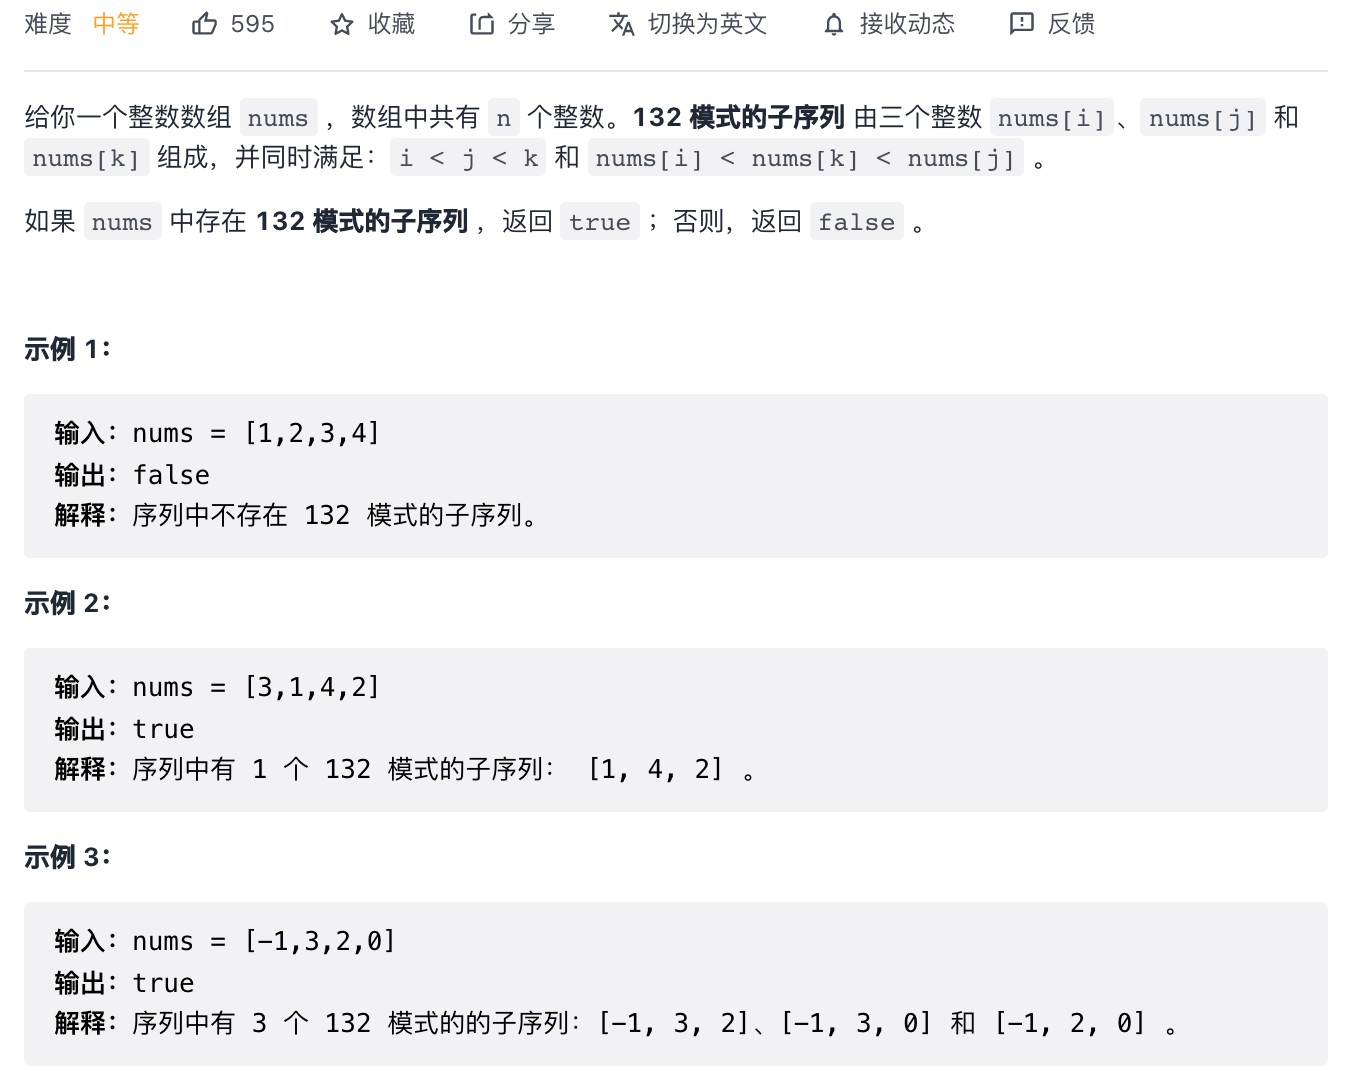 难度 中等 595 收藏 分享 切换为英文 接收动态 反馈
给你一个整数数组 nums ，数组中共有 n 个整数。132 模式的子序列 由三个整数 nums[i]、nums[j] 和
nums[k] 组成，并同时满足：i < j < k 和 nums[i] < nums[k] < nums[j] 。
如果 nums 中存在 132 模式的子序列 ，返回 true ；否则，返回 false 。
示例 1：
输入：nums = [1,2,3,4]
输出：false
解释：序列中不存在 132 模式的子序列。
示例 2：
输入：nums = [3,1,4,2]
输出：true
解释：序列中有 1 个 132 模式的子序列： [1, 4, 2] 。
示例 3：
输入：nums = [-1,3,2,0]
输出：true
解释：序列中有 3 个 132 模式的的子序列：[-1, 3, 2]、[-1, 3, 0] 和 [-1, 2, 0] 。